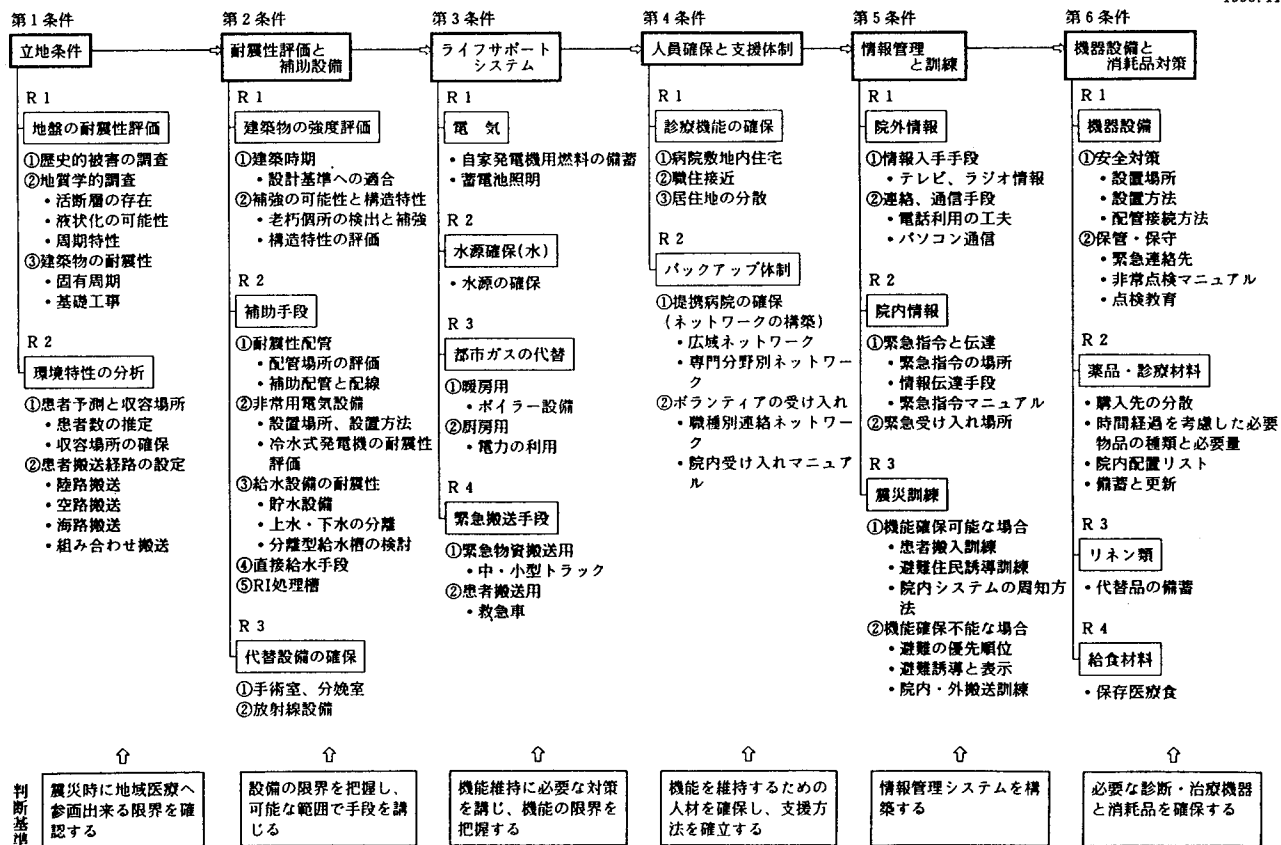 第1条件
立地条件
R1
地盤の耐震性評価
①歴史的被害の調査
②地質学的調査
・活断層の存在
・液状化の可能性
・周期特性
③建築物の耐震性
・固有周期
・基礎工事
R2
環境特性の分析
①患者予測と収容場所
・患者数の推定
・収容場所の確保
②患者搬送経路の設定
・陸路搬送
・空路搬送
・海路搬送
・組み合わせ搬送
第2条件
耐震性評価と
補助設備
R1
建築物の強度評価
①建築時期
・設計基準への適合
②補強の可能性と構造特性
・老朽個所の検出と補強
・構造特性の評価
R2
補助手段
①耐震性配管
・配管場所の評価
・補助配管と配線
②非常用電気設備
・設置場所、設置方法
・冷水式発電機の耐震性
評価
③給水設備の耐震性
・貯水設備
・上水・下水の分離
・分離型給水槽の検討
④直接給水手段
⑤RI処理槽
R3
代替設備の確保
①手術室、分娩室
②放射線設備
第3条件
ライフサポート
システム
R1
電 気
・自家発電機用燃料の備蓄
・蓄電池照明
R2
水源確保(水)
・水源の確保
R3
都市ガスの代替
①暖房用
・ボイラー設備
②厨房用
・電力の利用
R4
緊急搬送手段
①緊急物資搬送用
・中・小型トラック
②患者搬送用
・救急車
第4条件
人員確保と支援体制
R1
診療機能の確保
①病院敷地内住宅
②職住接近
③居住地の分散
R2
バックアップ体制
①提携病院の確保
(ネットワークの構築)
・広域ネットワーク
・専門分野別ネットワー
ク
②ボランティアの受け入れ
・職種別連絡ネットワー
ク
・院内受け入れマニュア
ル
第5条件
情報管理
と訓練
R1
院外情報
①情報入手手段
・テレビ、ラジオ情報
②連絡、通信手段
・電話利用の工夫
・パソコン通信
R2
院内情報
①緊急指令と伝達
・緊急指令の場所
・情報伝達手段
・緊急指令マニュアル
②緊急受け入れ場所
R3
震災訓練
①機能確保可能な場合
・患者搬入訓練
・避難住民誘導訓練
・院内システムの周知方
法
②機能確保不能な場合
・避難の優先順位
・避難誘導と表示
・院内・外搬送訓練
第6条件
機器設備と
消耗品対策
R1
機器設備
①安全対策
・設置場所
・設置方法
・配管接続方法
②保管・保守
・緊急連絡先
・非常点検マニュアル
・点検教育
R2
薬品・診療材料
・購入先の分散
・時間経過を考慮した必要
物品の種類と必要量
・院内配置リスト
・備蓄と更新
R3
リネン類
・代替品の備蓄
R4
給食材料
・保存医療食
判断基準
震災時に地域医療へ
参画出来る限界を確
認する
設備の限界を把握し、
可能な範囲で手段を講
じる
機能維持に必要な対策
を講じ、機能の限界を
把握する
機能を維持するための
人材を確保し、支援方
法を確立する
情報管理システムを構
築する
必要な診断・治療機器
と消耗品を確保する